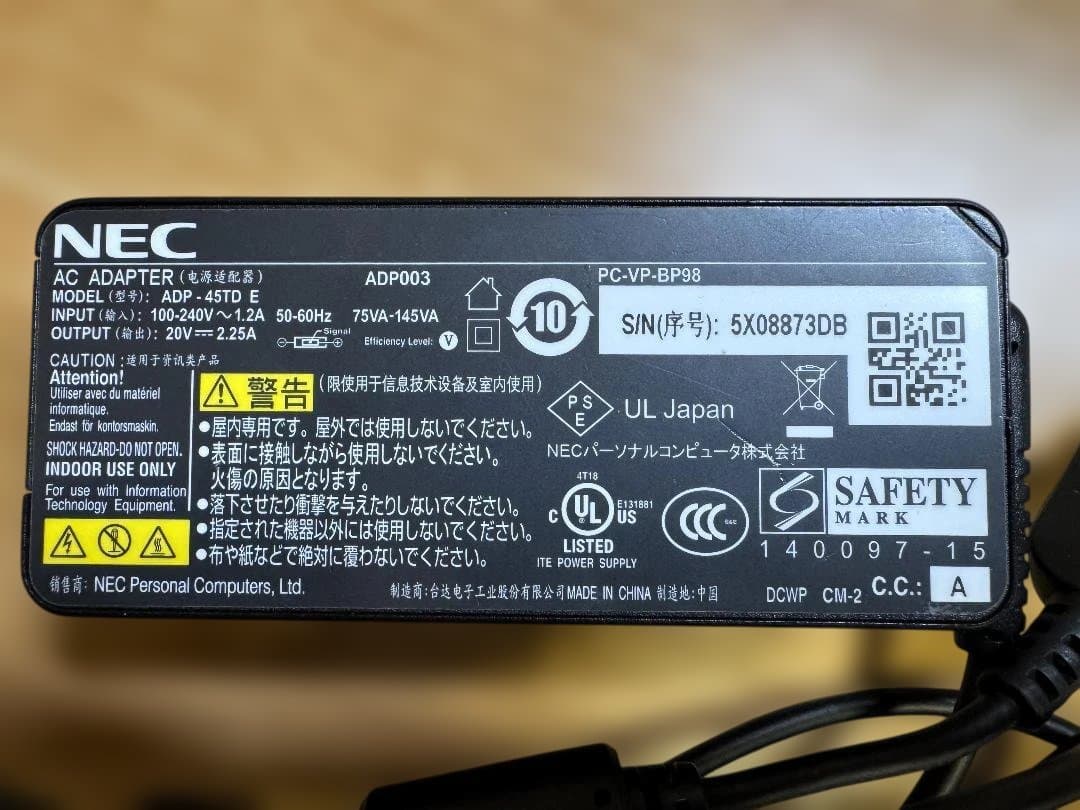 NEC
AC ADAPTER (电源适配器) ADP003
MODEL (型号): ADP-45TD E
INPUT (输入): 100-240V～1.2A 50-60Hz 75VA-145VA
OUTPUT (输出): 20V⎓2.25A Signal Efficiency Level: V
10
PC-VP-BP98
S/N(序号): 5X08873DB
CAUTION :适用于资讯类产品
Attention!
Utiliser avec du matériel
informatique.
Endast för kontorsmaskin.
SHOCK HAZARD-DO NOT OPEN.
INDOOR USE ONLY
For use with Information
Technology Equipment.
警告 (限使用于信息技术设备及室内使用)
●屋内専用です。屋外では使用しないでください。
●表面に接触しながら使用しないでください。
火傷の原因となります。
●落下させたり衝撃を与えたりしないでください。
●指定された機器以外には使用しないでください。
●布や紙などで絶対に覆わないでください。
PSE UL Japan
NECパーソナルコンピュータ株式会社
4T18
C UL US E131881
LISTED
ITE POWER SUPPLY
CCC S&E
SAFETY
MARK
140097-15
销售商: NEC Personal Computers, Ltd.
制造商:台达电子工业股份有限公司 MADE IN CHINA 制造地:中国
DCWP CM-2 C.C.: A